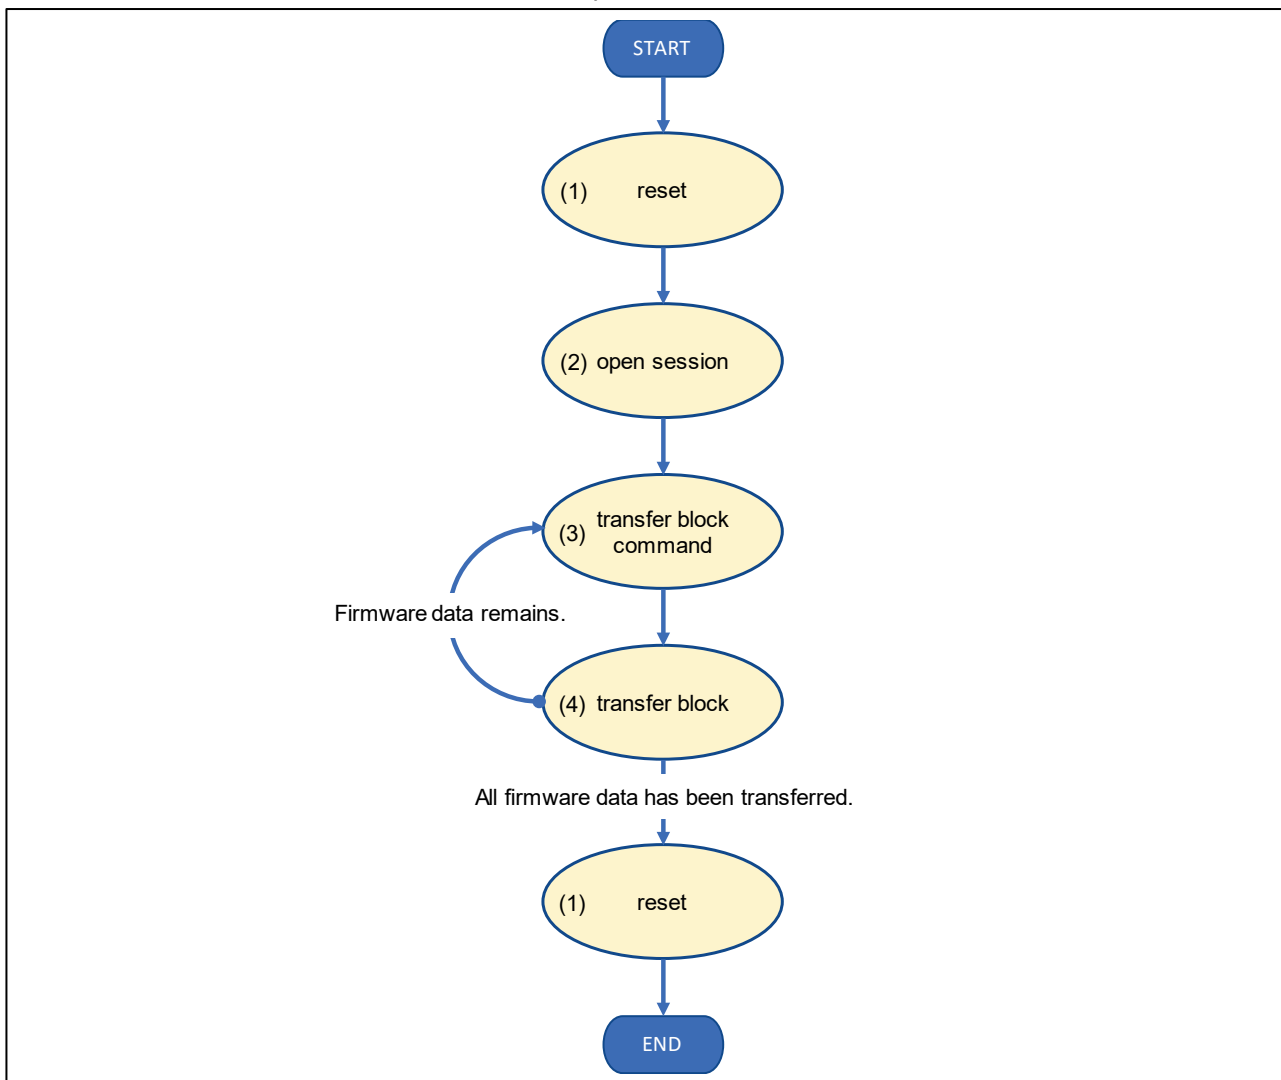 START
(1) reset
(2) open session
(3) transfer block
command
Firmware data remains.
(4) transfer block
All firmware data has been transferred.
(1) reset
END